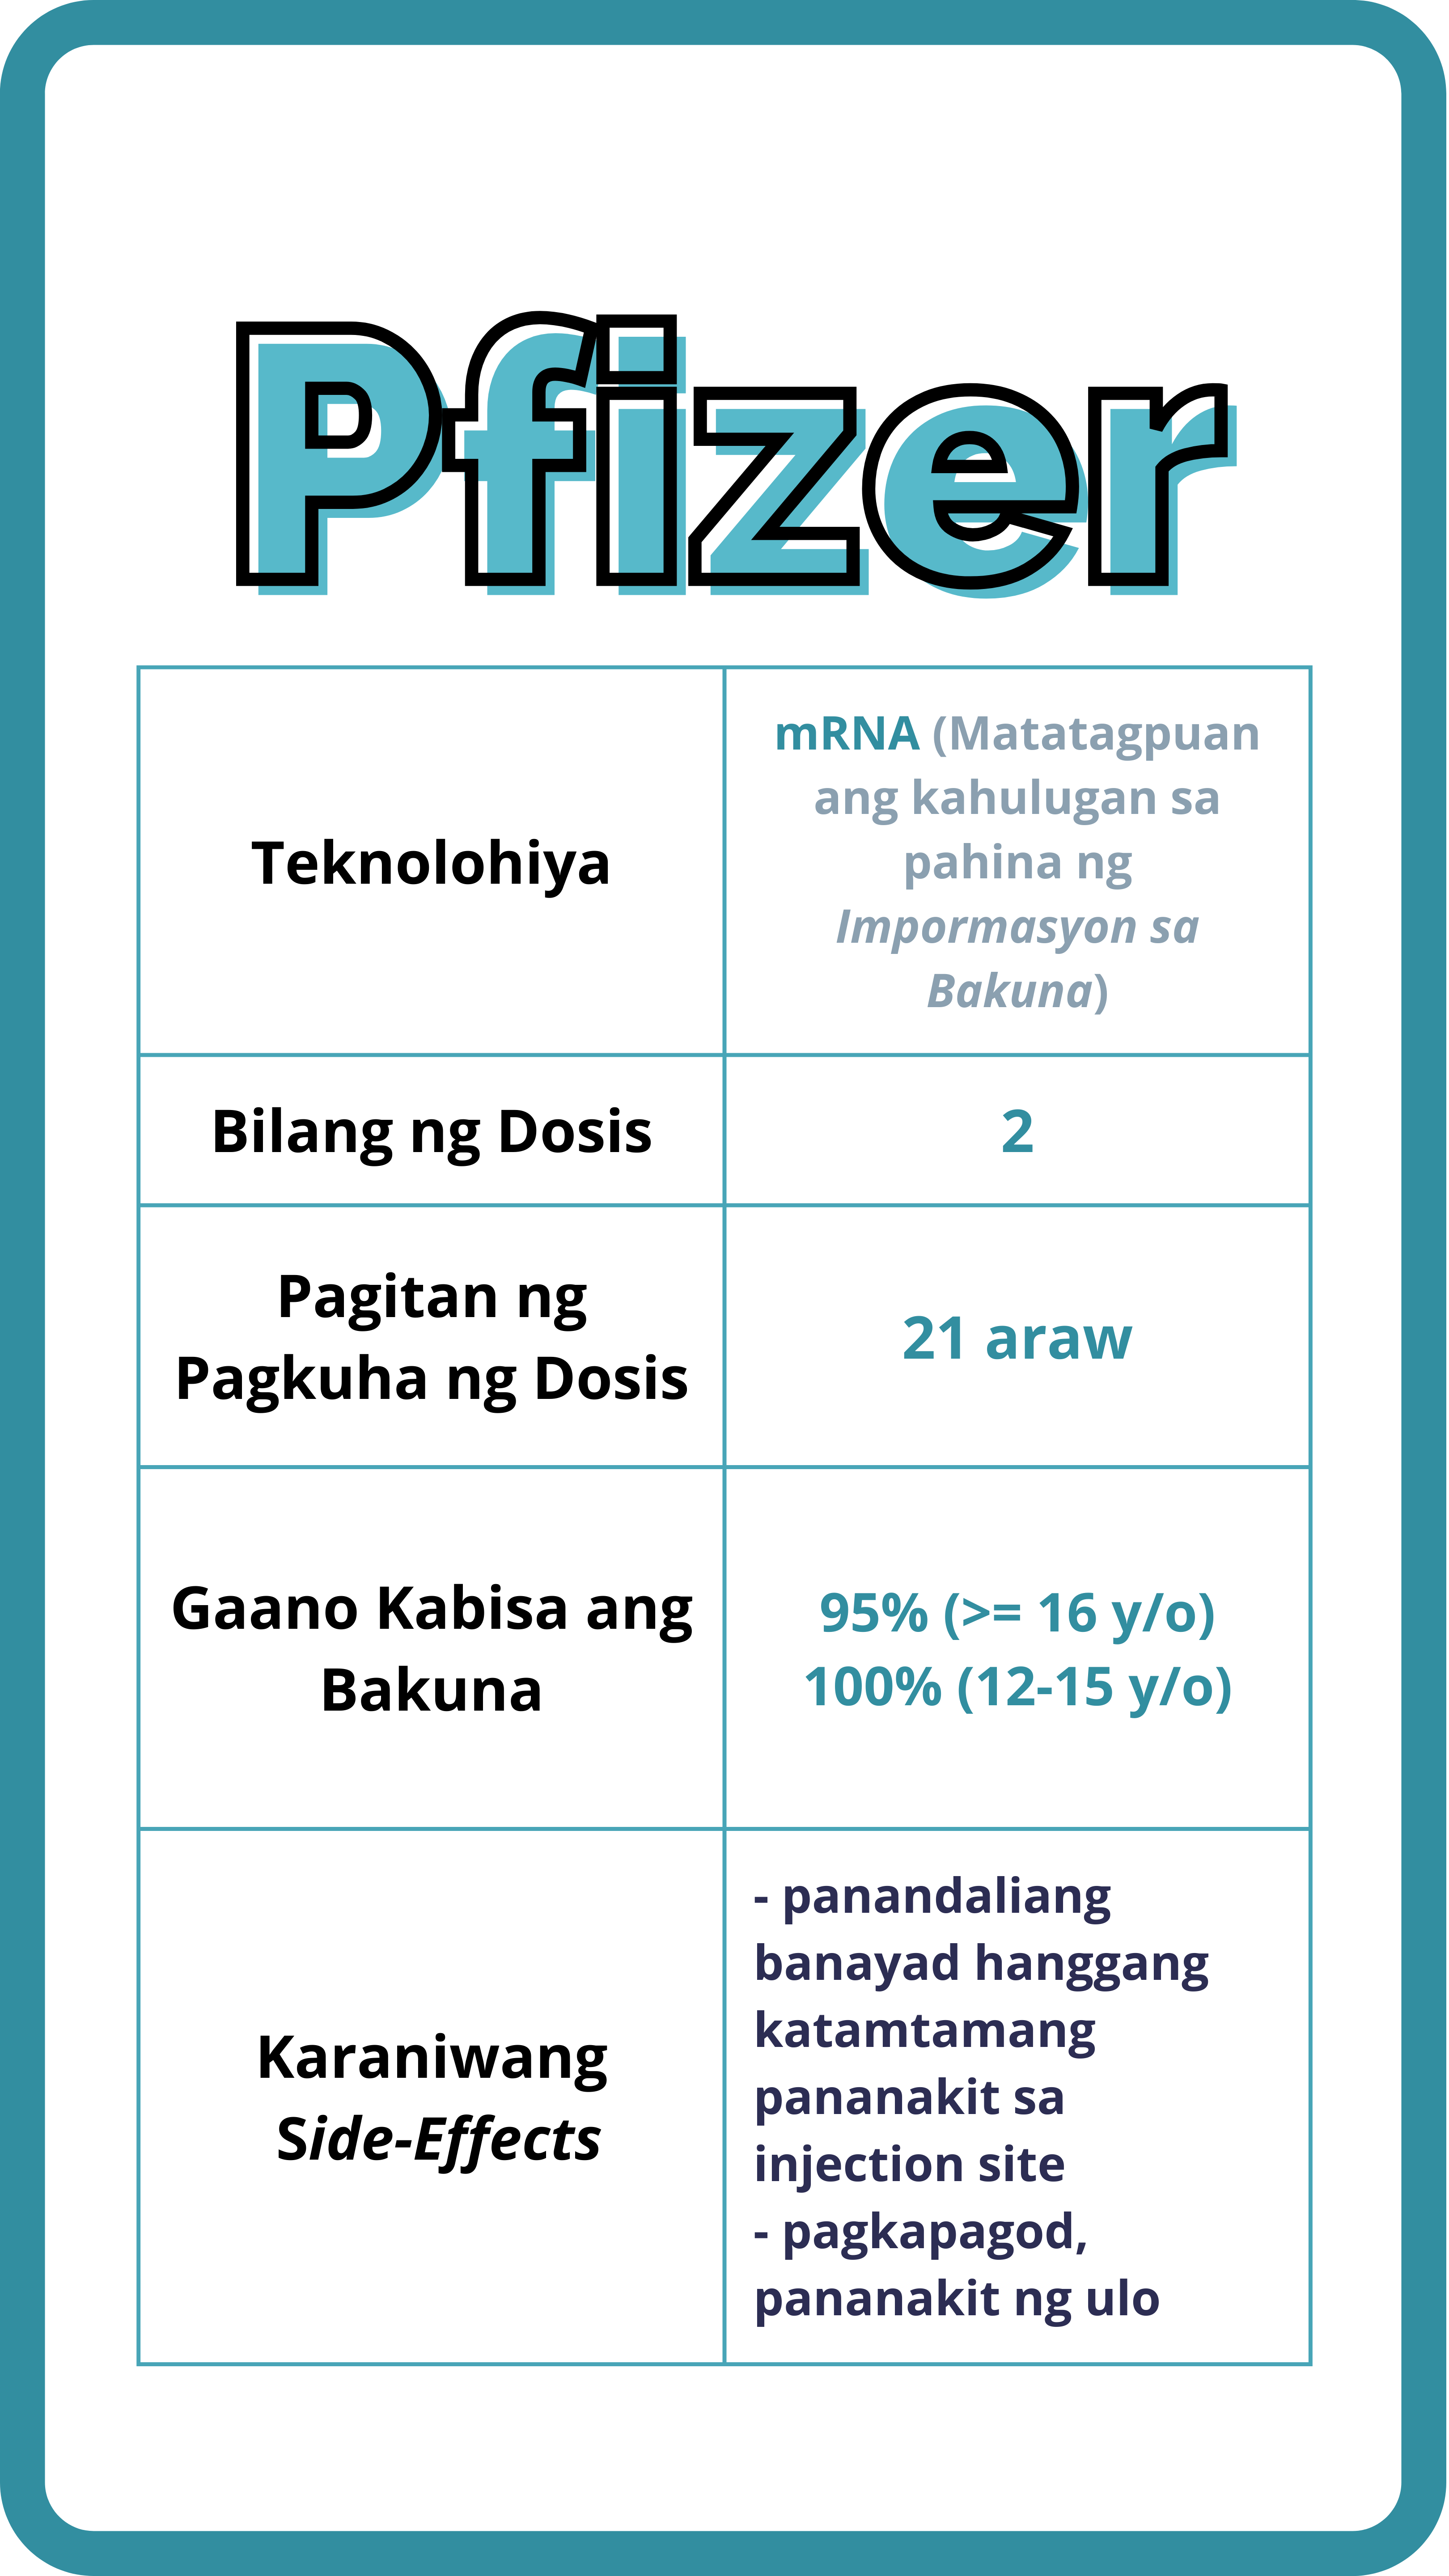 Pfizer
Teknolohiya
mRNA (Matatagpuan
ang kahulugan sa
pahina ng
Impormasyon sa
Bakuna)
Bilang ng Dosis
2
Pagitan ng
Pagkuha ng Dosis
21 araw
Gaano Kabisa ang
Bakuna
95% (>= 16 y/o)
100% (12-15 y/o)
Karaniwang
Side-Effects
- panandaliang
banayad hanggang
katamtamang
pananakit sa
injection site
- pagkapagod,
pananakit ng ulo